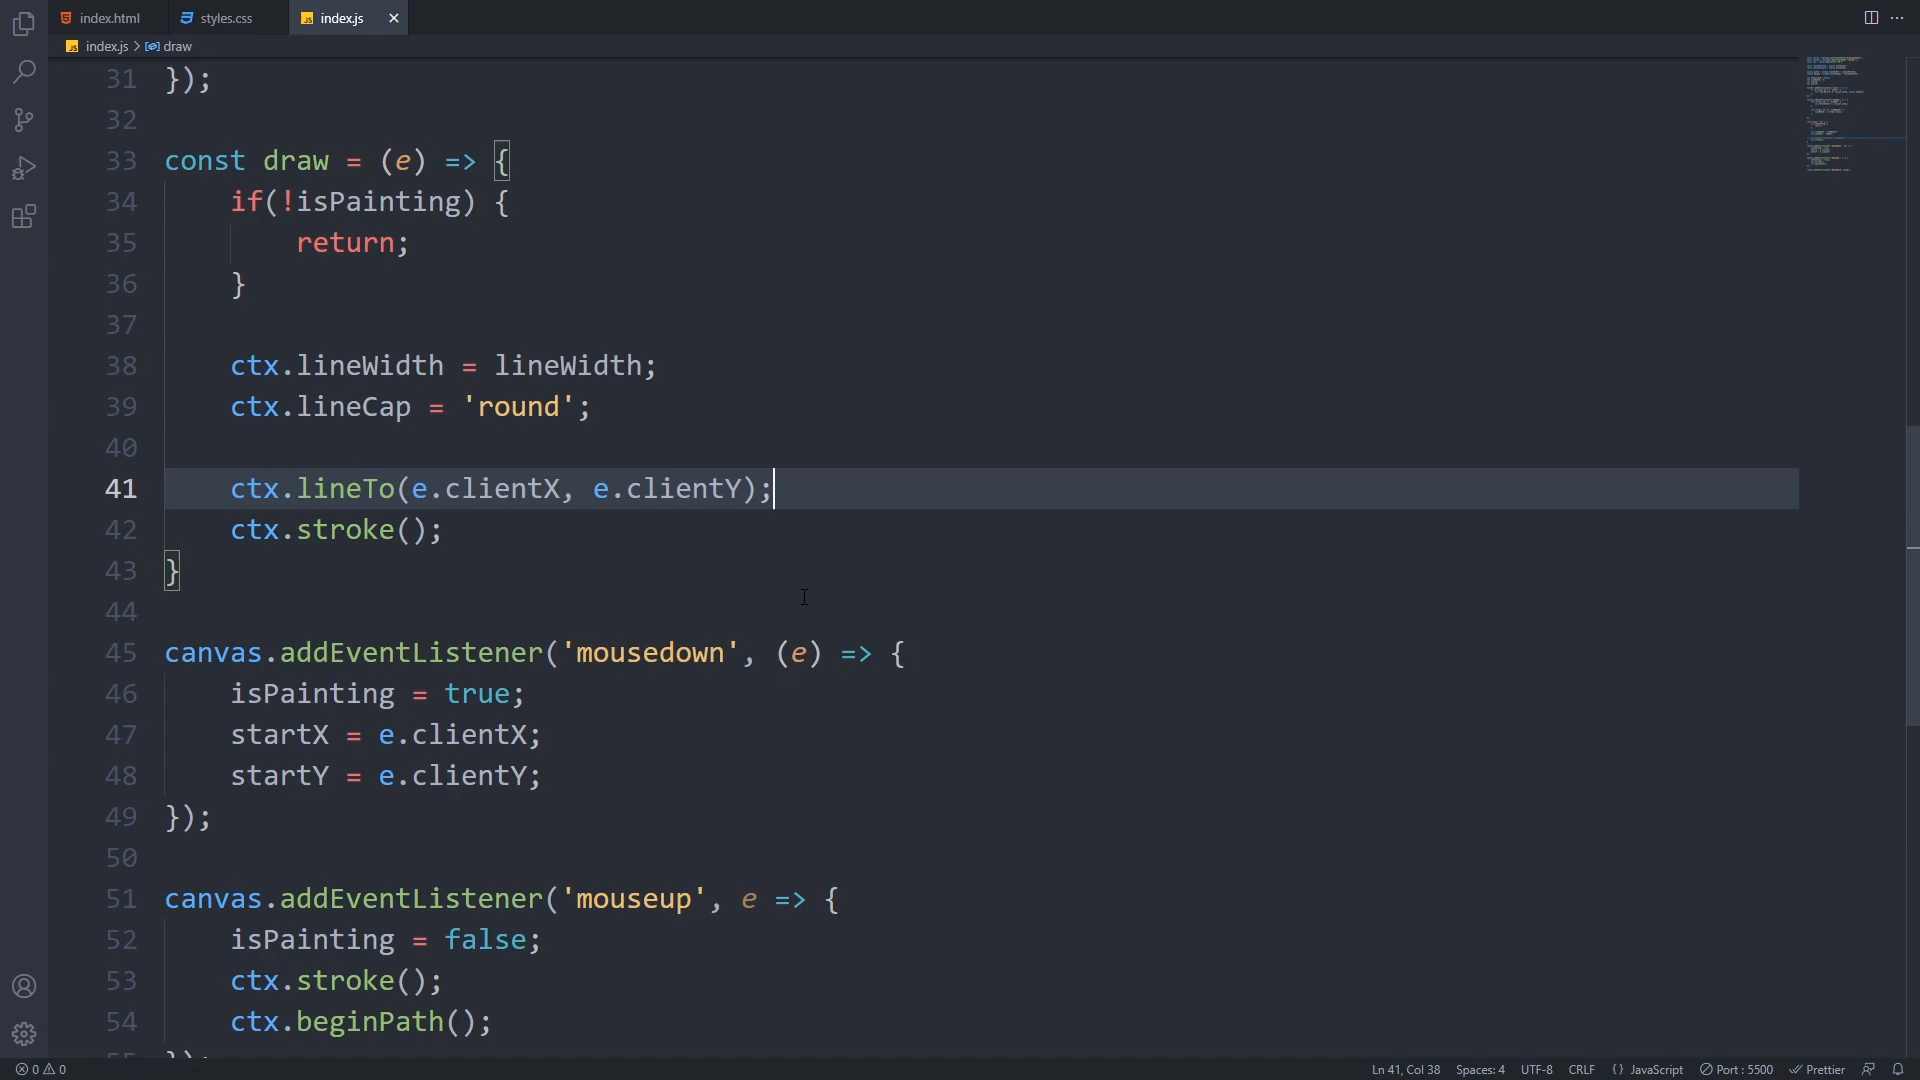 index.html styles.css JS index.js
JS index.js > draw
31 });
32
33 const draw = (e) => {
34 if(!isPainting) {
35 return;
36 }
37
38 ctx.lineWidth = lineWidth;
39 ctx.lineCap = 'round';
40
41 ctx.lineTo(e.clientX, e.clientY);
42 ctx.stroke();
43 }
44
45 canvas.addEventListener('mousedown', (e) => {
46 isPainting = true;
47 startX = e.clientX;
48 startY = e.clientY;
49 });
50
51 canvas.addEventListener('mouseup', e => {
52 isPainting = false;
53 ctx.stroke();
54 ctx.beginPath();
55 });
0 0 Ln 41, Col 38 Spaces: 4 UTF-8 CRLF {} JavaScript Port : 5500 Prettier